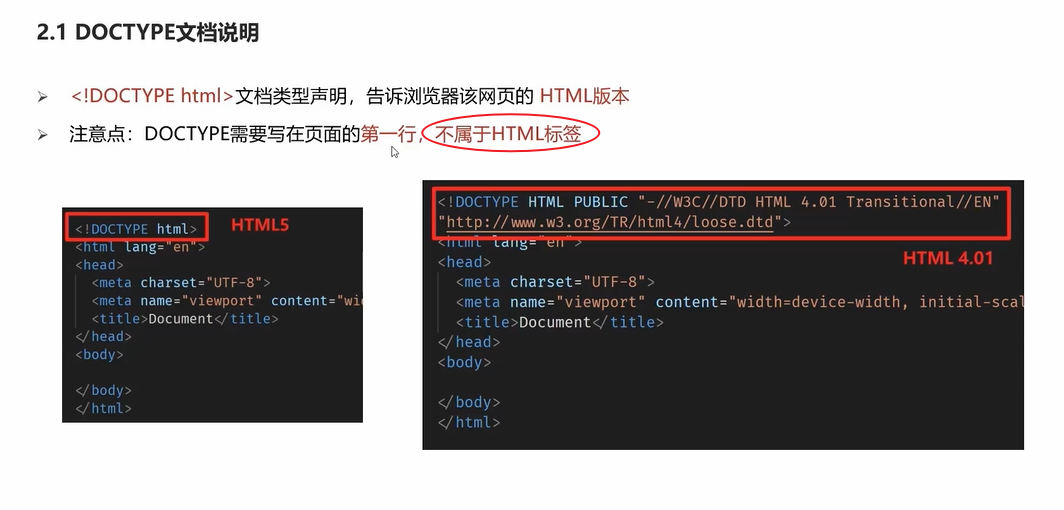 2.1 DOCTYPE文档说明
<!DOCTYPE html>文档类型声明，告诉浏览器该网页的 HTML版本
注意点：DOCTYPE需要写在页面的第一行，不属于HTML标签
<!DOCTYPE html>
HTML5
<html lang="en">
<head>
<meta charset="UTF-8">
<meta name="viewport" content="wi
<title>Document</title>
</head>
<body>
</body>
</html>
<!DOCTYPE HTML PUBLIC "-//W3C//DTD HTML 4.01 Transitional//EN"
"http://www.w3.org/TR/html4/loose.dtd">
<html lang="en">
HTML 4.01
<head>
<meta charset="UTF-8">
<meta name="viewport" content="width=device-width, initial-scal
<title>Document</title>
</head>
<body>
</body>
</html>